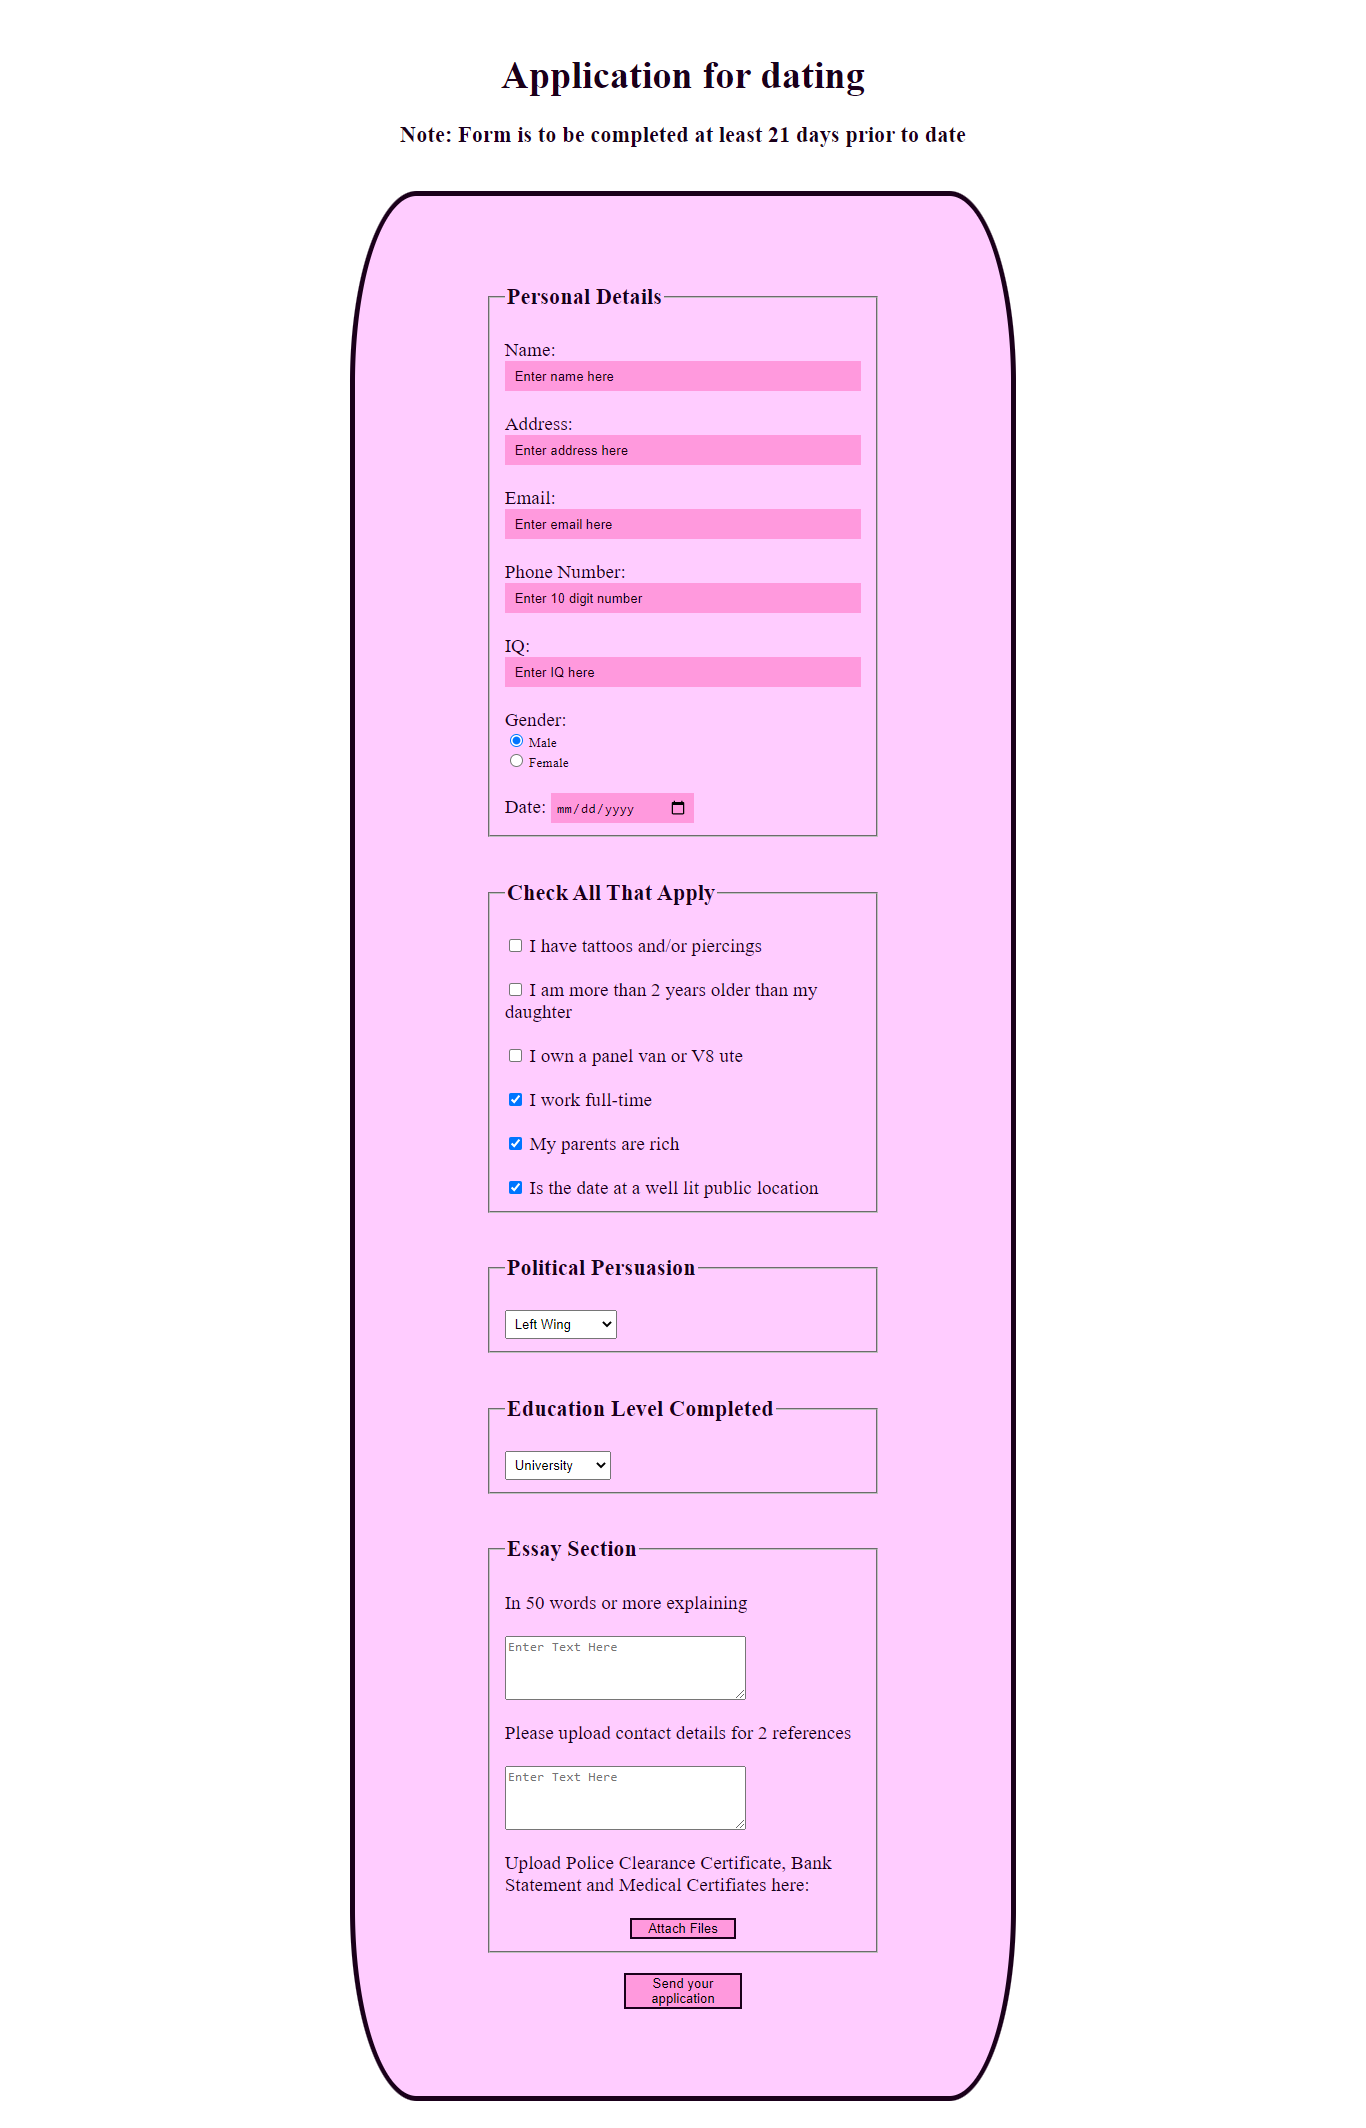 Application for dating
Note: Form is to be completed at least 21 days prior to date
Personal Details
Name:
Enter name here
Address:
Enter address here
Email:
Enter email here
Phone Number:
Enter 10 digit number
IQ:
Enter IQ here
Gender:
Male
Female
Date: mm/dd/yyyy
Check All That Apply
I have tattoos and/or piercings
I am more than 2 years older than my
daughter
I own a panel van or V8 ute
I work full-time
My parents are rich
Is the date at a well lit public location
Political Persuasion
Left Wing
Education Level Completed
University
Essay Section
In 50 words or more explaining
Enter Text Here
Please upload contact details for 2 references
Enter Text Here
Upload Police Clearance Certificate, Bank
Statement and Medical Certifiates here:
Attach Files
Send your
application